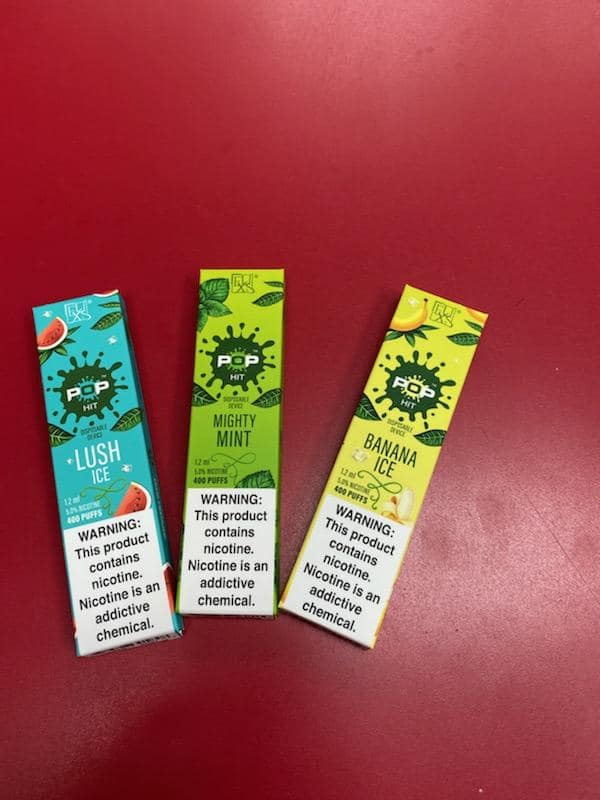 POP
HIT
DISPOSABLE
DEVICE
LUSH
ICE
1.2 ml
5.0% NICOTINE
400 PUFFS
WARNING:
This product
contains
nicotine.
Nicotine is an
addictive
chemical.
POP
HIT
DISPOSABLE
DEVICE
MIGHTY
MINT
1.2 ml
5.0% NICOTINE
400 PUFFS
WARNING:
This product
contains
nicotine.
Nicotine is an
addictive
chemical.
POP
HIT
DISPOSABLE
DEVICE
BANANA
ICE
1.2 ml
5.0% NICOTINE
400 PUFFS
WARNING:
This product
contains
nicotine.
Nicotine is an
addictive
chemical.